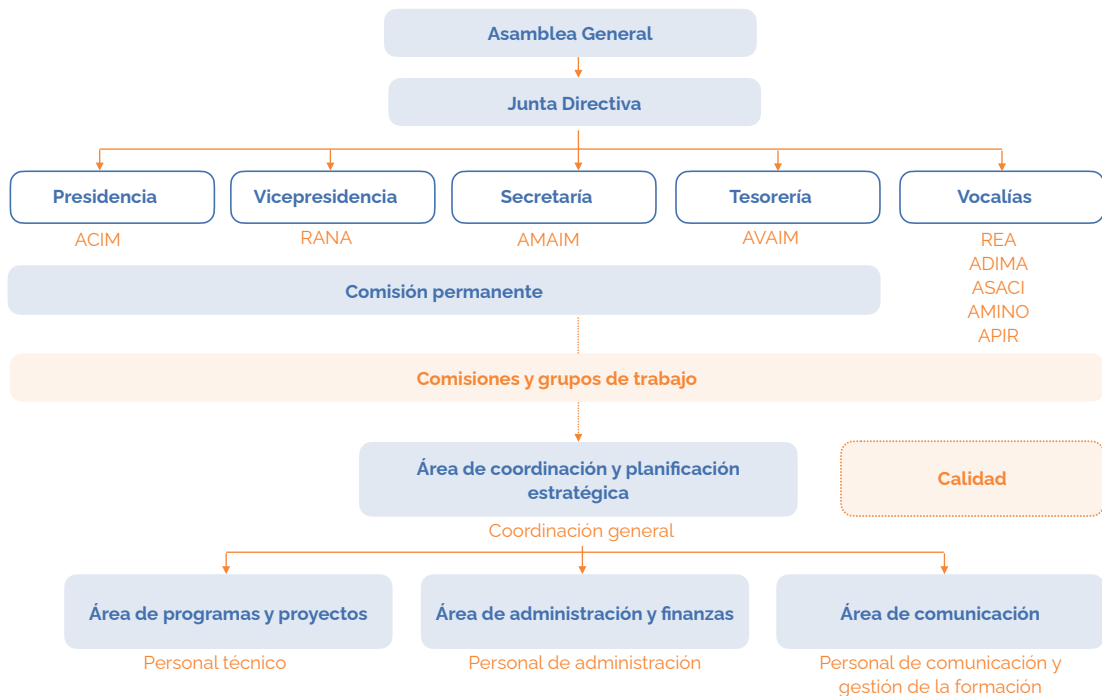 Asamblea General
Junta Directiva
Presidencia
Vicepresidencia
Secretaría
Tesorería
Vocalías
ACIM
RANA
AMAIM
AVAIM
REA
ADIMA
ASACI
AMINO
APIR
Comisión permanente
Comisiones y grupos de trabajo
Área de coordinación y planificación
estratégica
Calidad
Coordinación general
Área de programas y proyectos
Área de administración y finanzas
Área de comunicación
Personal técnico
Personal de administración
Personal de comunicación y
gestión de la formación